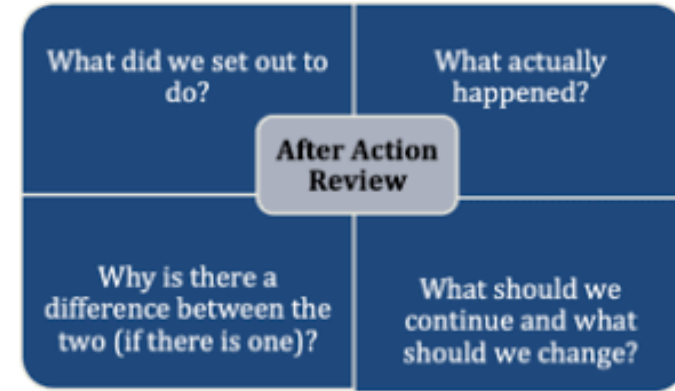 What did we set out to
do?
What actually
happened?
After Action
Review
Why is there a
difference between the
two (if there is one)?
What should we
continue and what
should we change?